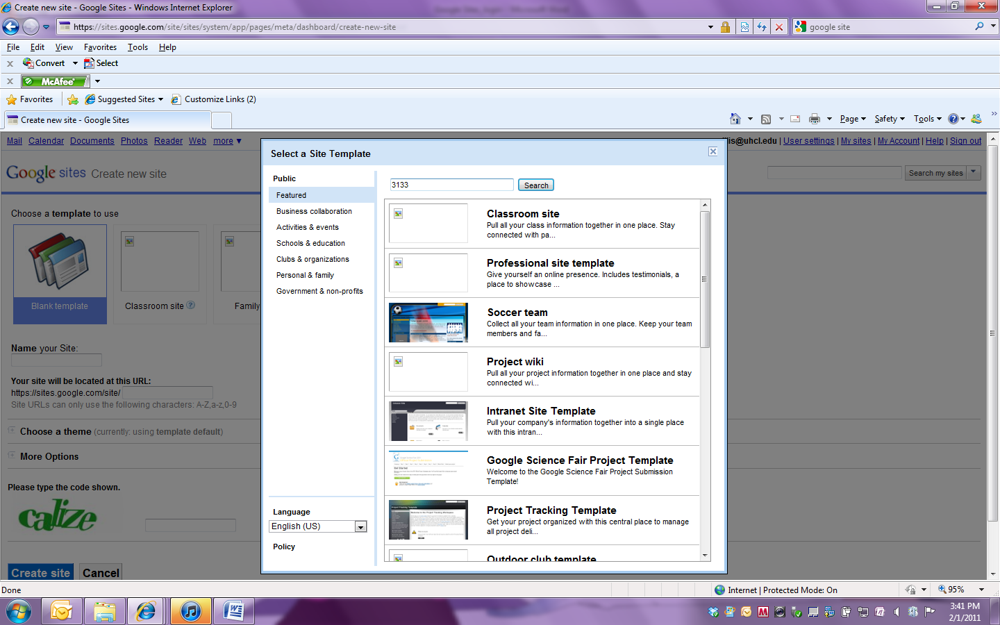 Create new site - Google Sites - Windows Internet Explorer
https://sites.google.com/site/sites/system/app/pages/meta/dashboard/create-new-site
google site
File Edit View Favorites Tools Help
x Convert Select
x McAfee
Favorites Suggested Sites Customize Links (2)
Create new site - Google Sites
Page Safety Tools
Mail Calendar Documents Photos Reader Web more ▼
is@uhcl.edu | User settings | My sites | My Account | Help | Sign out
Google sites Create new site
Search my sites
Choose a template to use
Blank template
Classroom site ?
Family
Name your Site:
Your site will be located at this URL:
https://sites.google.com/site/
Site URLs can only use the following characters: A-Z,a-z,0-9
Choose a theme (currently: using template default)
More Options
Please type the code shown.
calize
Create site Cancel
Select a Site Template
Public
Featured
Business collaboration
Activities & events
Schools & education
Clubs & organizations
Personal & family
Government & non-profits
Language
English (US)
Policy
3133 Search
Classroom site
Pull all your class information together in one place. Stay
connected with pa...
Professional site template
Give yourself an online presence. Includes testimonials, a
place to showcase ...
Soccer team
Collect all your team information in one place. Keep your team
members and fa...
Project wiki
Pull all your project information together in one place and stay
connected wi...
Intranet Site Template
Pull your company's information together into a single place
with this intran...
Google Science Fair Project Template
Welcome to the Google Science Fair Project Submission
Template!
Project Tracking Template
Get your project organized with this central place to manage
all project deli...
Outdoor club template
Done
Internet | Protected Mode: On
95%
3:41 PM
2/1/2011